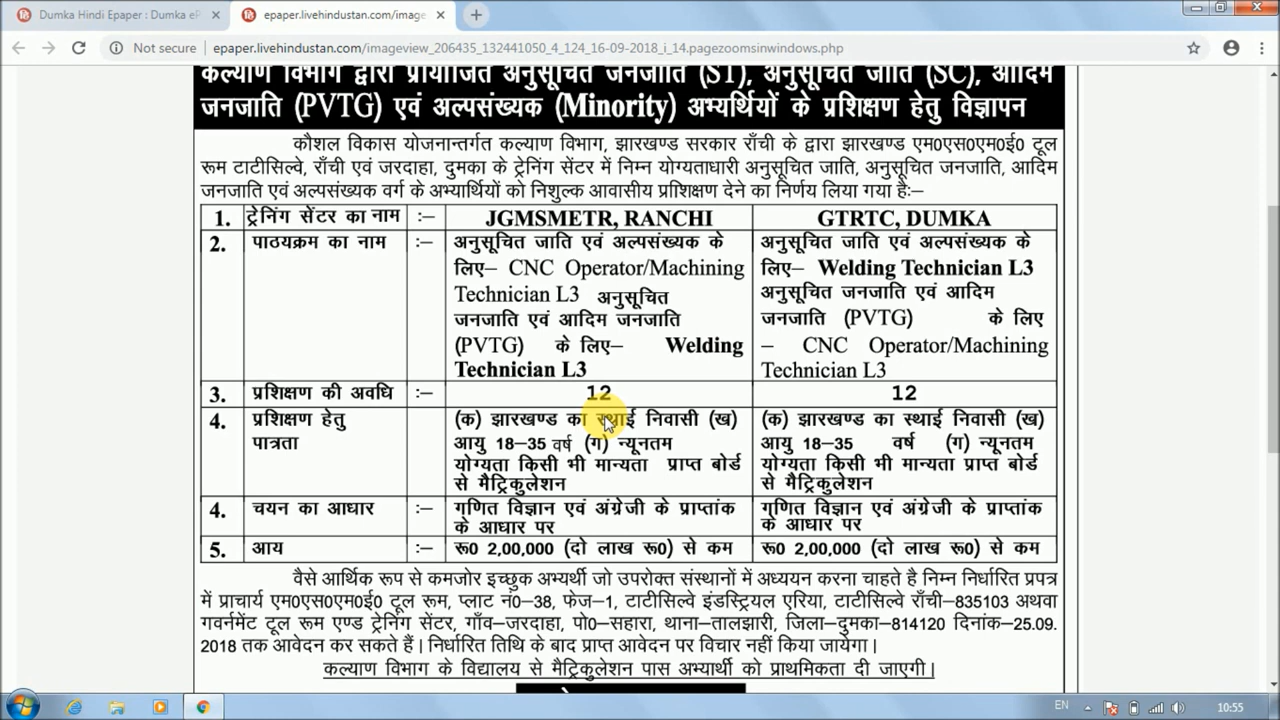 Dumka Hindi Epaper : Dumka eP
epaper.livehindustan.com/image
Not secure
epaper.livehindustan.com/imageview_206435_132441050_4_124_16-09-2018_i_14.pagezoomsinwindows.php
कल्याण विभाग द्वारा प्रायोजित अनुसूचित जनजाति (ST), अनुसूचित जाति (SC), आदिम
जनजाति (PVTG) एवं अल्पसंख्यक (Minority) अभ्यर्थियों के प्रशिक्षण हेतु विज्ञापन
कौशल विकास योजनान्तर्गत कल्याण विभाग, झारखण्ड सरकार राँची के द्वारा झारखण्ड एम0एस0एम0ई0 टूल
रूम टाटीसिल्वे, राँची एवं जरदाहा, दुमका के ट्रेनिंग सेंटर में निम्न योग्यताधारी अनुसूचित जाति, अनुसूचित जनजाति, आदिम
जनजाति एवं अल्पसंख्यक वर्ग के अभ्यार्थियों को निशुल्क आवासीय प्रशिक्षण देने का निर्णय लिया गया है:–
1. ट्रेनिंग सेंटर का नाम :– JGMSMETR, RANCHI GTRTC, DUMKA
2. पाठयक्रम का नाम :– अनुसूचित जाति एवं अल्पसंख्यक के अनुसूचित जाति एवं अल्पसंख्यक के
लिए– CNC Operator/Machining लिए– Welding Technician L3
Technician L3 अनुसूचित अनुसूचित जनजाति एवं आदिम
जनजाति एवं आदिम जनजाति जनजाति (PVTG) के लिए
(PVTG) के लिए– Welding – CNC Operator/Machining
Technician L3 Technician L3
3. प्रशिक्षण की अवधि :– 12 12
4. प्रशिक्षण हेतु :– (क) झारखण्ड का स्थाई निवासी (ख) (क) झारखण्ड का स्थाई निवासी (ख)
पात्रता आयु 18–35 वर्ष (ग) न्यूनतम आयु 18–35 वर्ष (ग) न्यूनतम
योग्यता किसी भी मान्यता प्राप्त बोर्ड योग्यता किसी भी मान्यता प्राप्त बोर्ड
से मैट्रिकुलेशन से मैट्रिकुलेशन
4. चयन का आधार :– गणित विज्ञान एवं अंग्रेजी के प्राप्तांक गणित विज्ञान एवं अंग्रेजी के प्राप्तांक
के आधार पर के आधार पर
5. आय :– रू0 2,00,000 (दो लाख रू0) से कम रू0 2,00,000 (दो लाख रू0) से कम
वैसे आर्थिक रूप से कमजोर इच्छुक अभ्यर्थी जो उपरोक्त संस्थानों में अध्ययन करना चाहते है निम्न निर्धारित प्रपत्र
में प्राचार्य एम0एस0एम0ई0 टूल रूम, प्लाट नं0–38, फेज–1, टाटीसिल्वे इंडस्ट्रियल एरिया, टाटीसिल्वे राँची–835103 अथवा
गवर्नमेंट टूल रूम एण्ड ट्रेनिंग सेंटर, गाँव–जरदाहा, पो0–सहारा, थाना–तालझारी, जिला–दुमका–814120 दिनांक–25.09.
2018 तक आवेदन कर सकते हैं। निर्धारित तिथि के बाद प्राप्त आवेदन पर विचार नहीं किया जायेगा।
कल्याण विभाग के विद्यालय से मैट्रिकुलेशन पास अभ्यार्थी को प्राथमिकता दी जाएगी।
EN 10:55